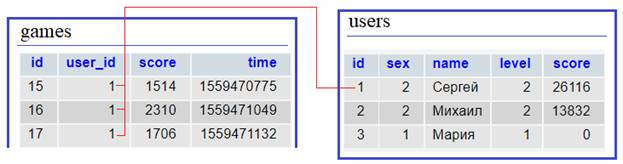 games
id user_id score time
15 1 1514 1559470775
16 1 2310 1559471049
17 1 1706 1559471132
users
id sex name level score
1 2 Сергей 2 26116
2 2 Михаил 2 13832
3 1 Мария 1 0